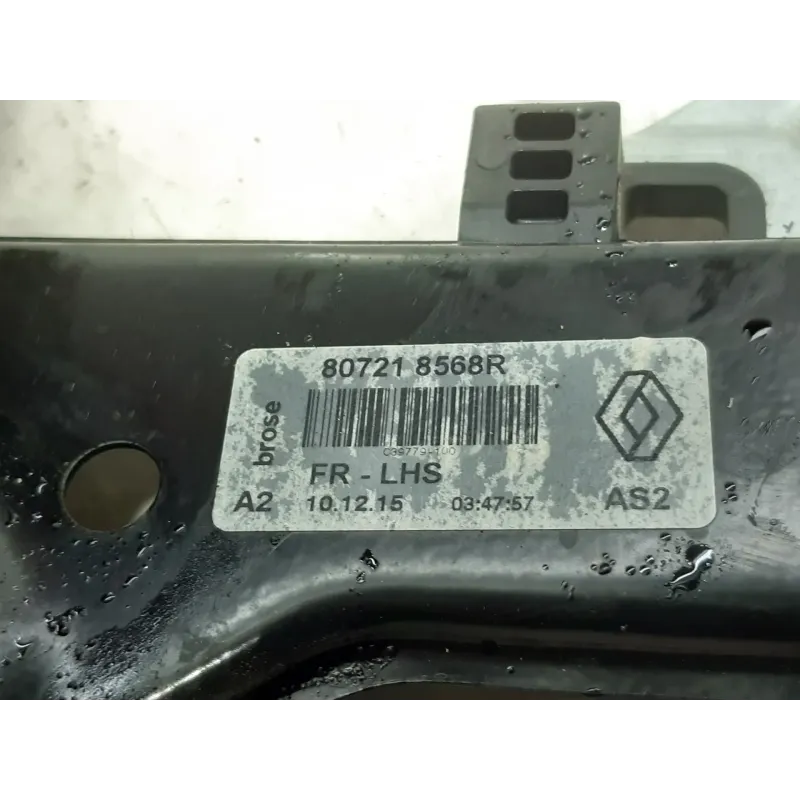 80721 8568R
brose
FR - LHS
A2 10.12.15 03:47:57 AS2